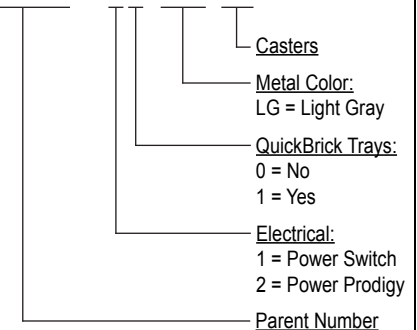 Casters
Metal Color:
LG = Light Gray
QuickBrick Trays:
0 = No
1 = Yes
Electrical:
1 = Power Switch
2 = Power Prodigy
Parent Number